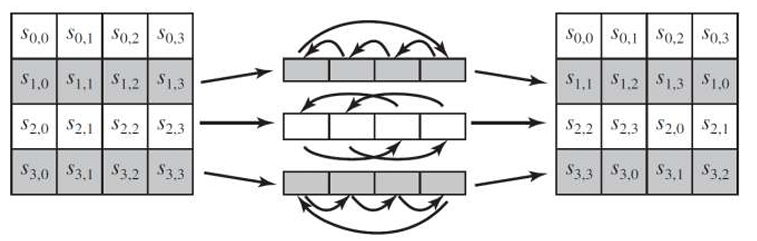 s0,0 s0,1 s0,2 s0,3 s0,0 s0,1 s0,2 s0,3
s1,0 s1,1 s1,2 s1,3 s1,1 s1,2 s1,3 s1,0
s2,0 s2,1 s2,2 s2,3 s2,2 s2,3 s2,0 s2,1
s3,0 s3,1 s3,2 s3,3 s3,3 s3,0 s3,1 s3,2